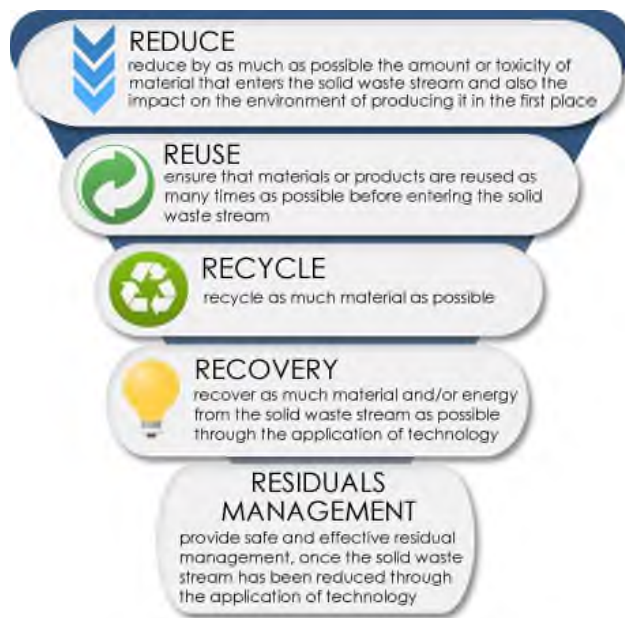 REDUCE
reduce by as much as possible the amount or toxicity of
material that enters the solid waste stream and also the
impact on the environment of producing it in the first place
REUSE
ensure that materials or products are reused as
many times as possible before entering the solid
waste stream
RECYCLE
recycle as much material as possible
RECOVERY
recover as much material and/or energy
from the solid waste stream as possible
through the application of technology
RESIDUALS
MANAGEMENT
provide safe and effective residual
management, once the solid waste
stream has been reduced through
the application of technology